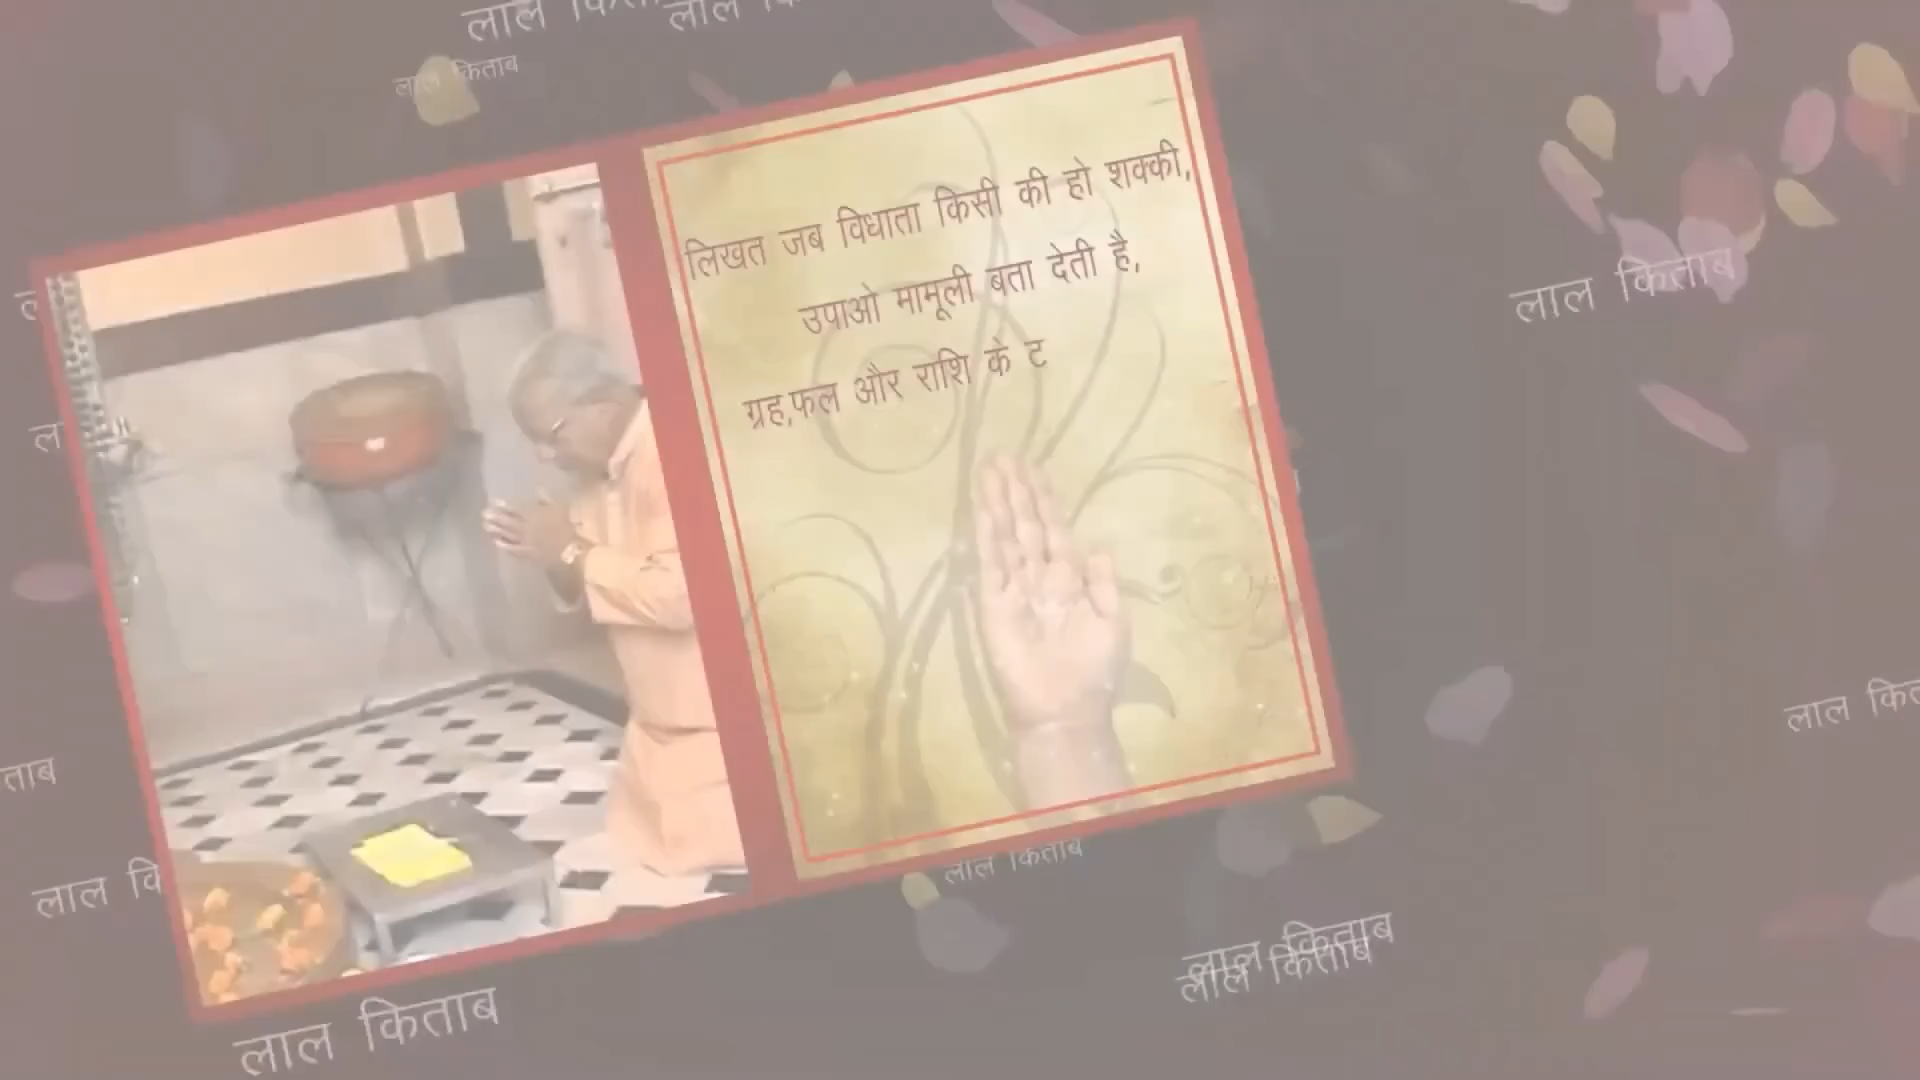 लाल
लाल
लाल किताब
लिखत जब विधाता किसी की हो शक्की,
उपाओ मामूली बता देती है,
ग्रह,फल और राशि के ट
लाल किताब
लाल
ताब
लाल कि
लाल किताब
लाल किताब
लाल किताब
लाल किताब